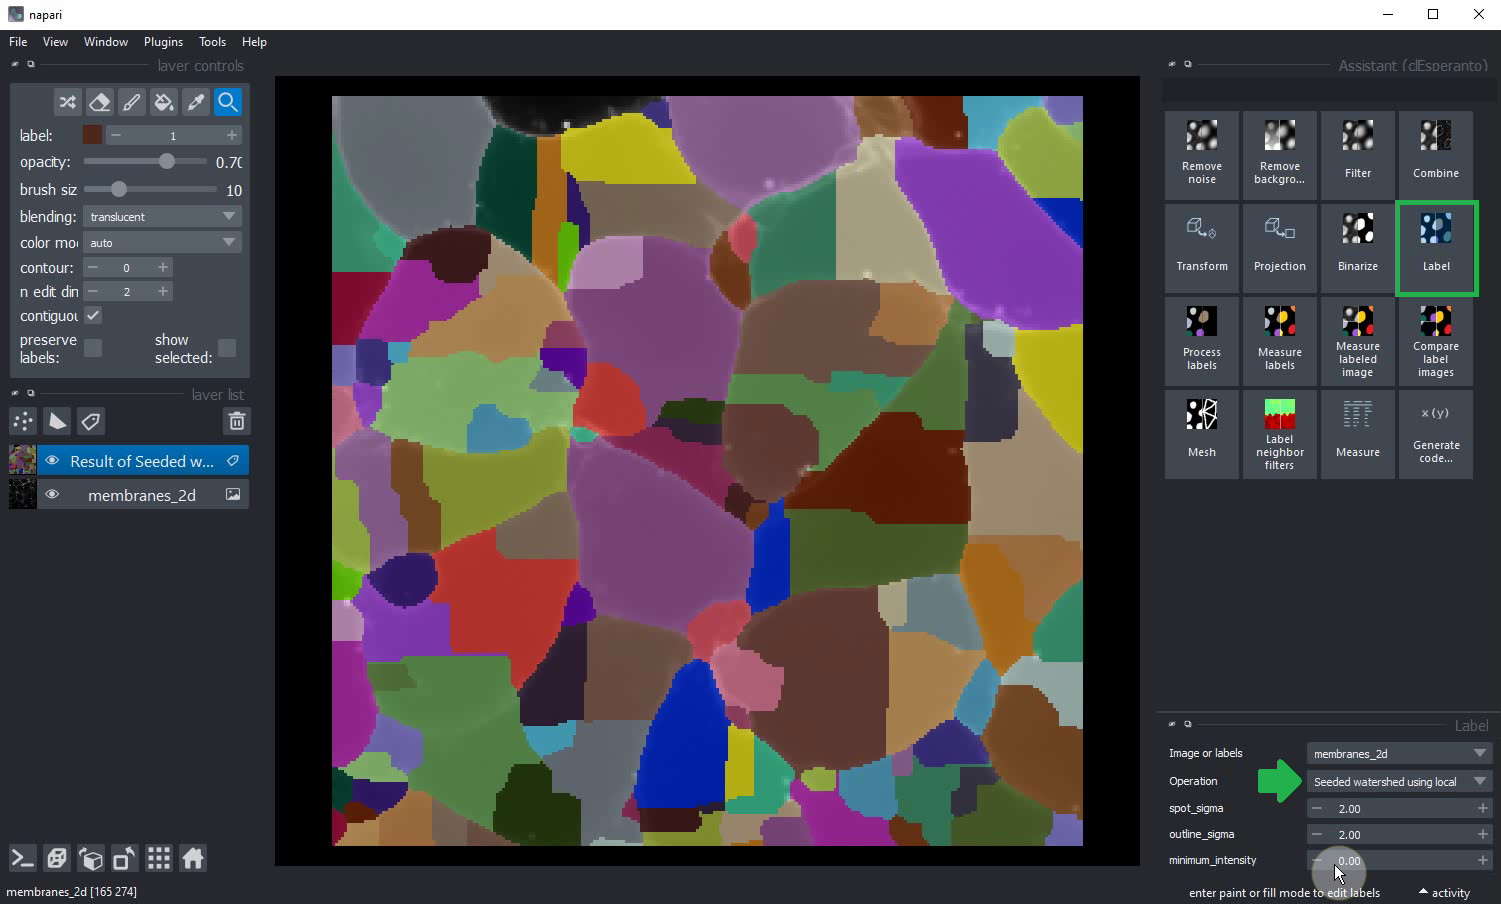 napari
File View Window Plugins Tools Help
layer controls
label: 1
opacity: 0.70
brush siz 10
blending: translucent
color mo auto
contour: 0
n edit din 2
contiguou
preserve labels:
show selected:
layer list
Result of Seeded w...
membranes_2d
membranes_2d [165 274]
Assistant (clEsperanto)
Remove noise
Remove backgro...
Filter
Combine
Transform
Projection
Binarize
Label
Process labels
Measure labels
Measure labeled image
Compare label images
Mesh
Label neighbor filters
Measure
x(y)
Generate code...
Label
Image or labels membranes_2d
Operation Seeded watershed using local
spot_sigma 2.00
outline_sigma 2.00
minimum_intensity 0.00
enter paint or fill mode to edit labels
activity